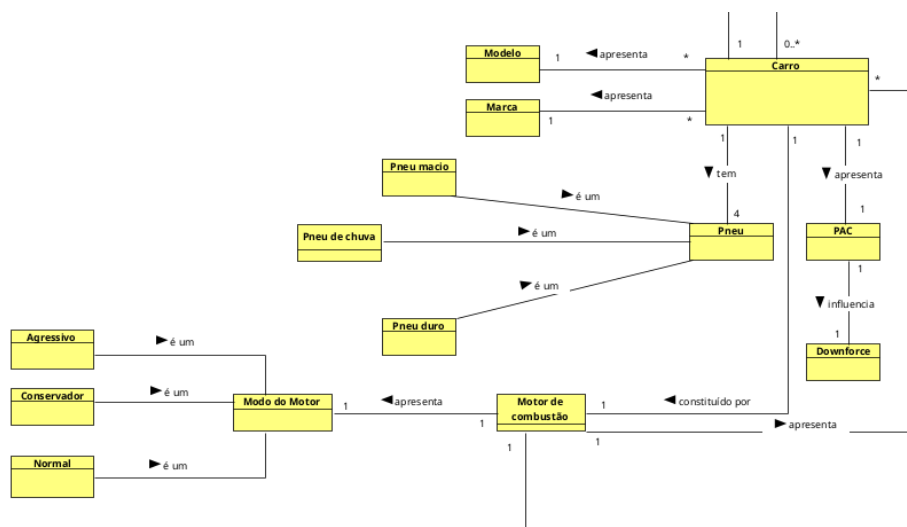 1
0..*
Modelo
1
apresenta
*
Carro
*
Marca
apresenta
1
*
1
1
1
Pneu macio
tem
apresenta
é um
4
1
Pneu de chuva
é um
Pneu
PAC
1
é um
influencia
Pneu duro
1
Agressivo
é um
Downforce
Conservador
é um
Modo do Motor
1
apresenta
1
Motor de
combustão
1
constituído por
1
1
apresenta
Normal
é um